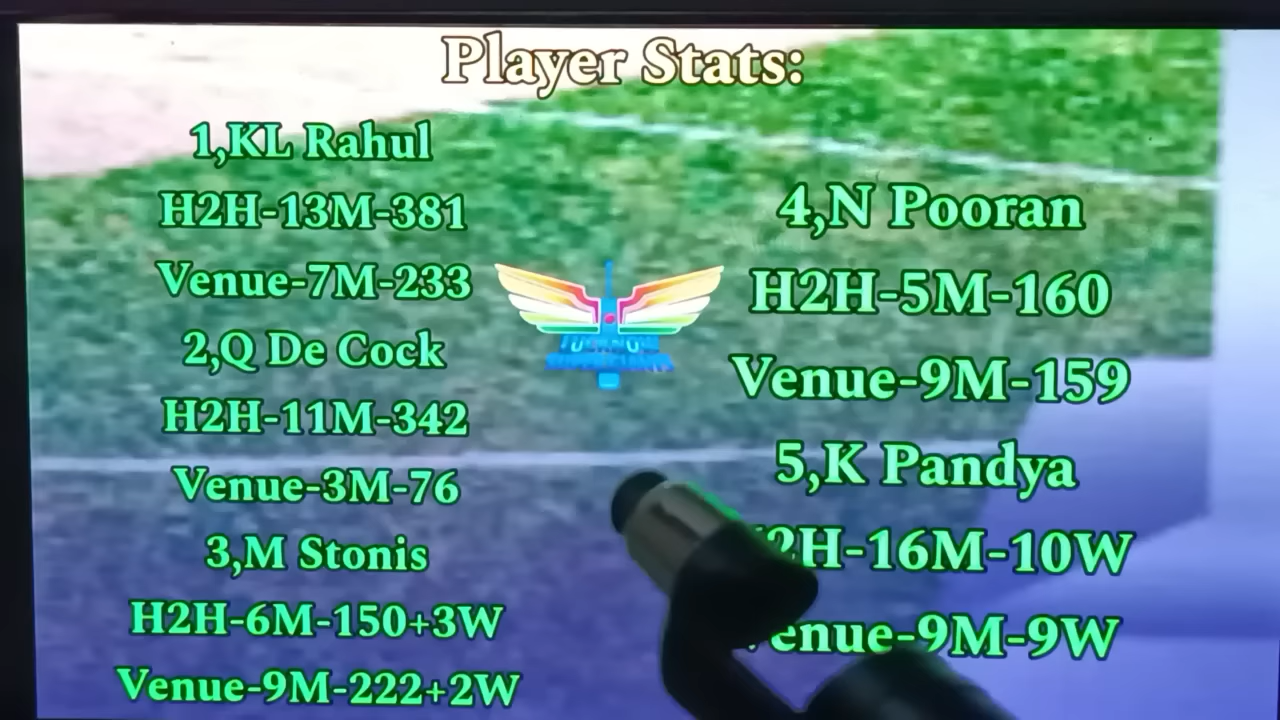 Player Stats:
1,KL Rahul
H2H-13M-381
Venue-7M-233
2,Q De Cock
H2H-11M-342
Venue-3M-76
3,M Stonis
H2H-6M-150+3W
Venue-9M-222+2W
4,N Pooran
H2H-5M-160
Venue-9M-159
5,K Pandya
2H-16M-10W
enue-9M-9W